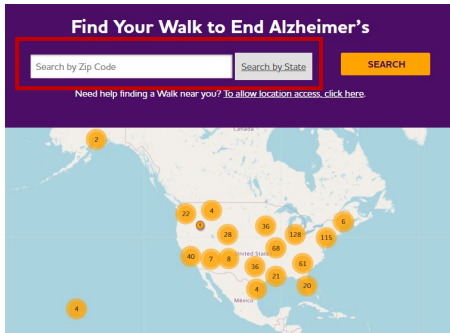 Find Your Walk to End Alzheimer's
Search by Zip Code
Search by State
SEARCH
Need help finding a Walk near you? To allow location access, click here.
Canada
2
22
4
36
6
28
128
115
68
40
7
8
United States
36
61
21
20
4
México
4